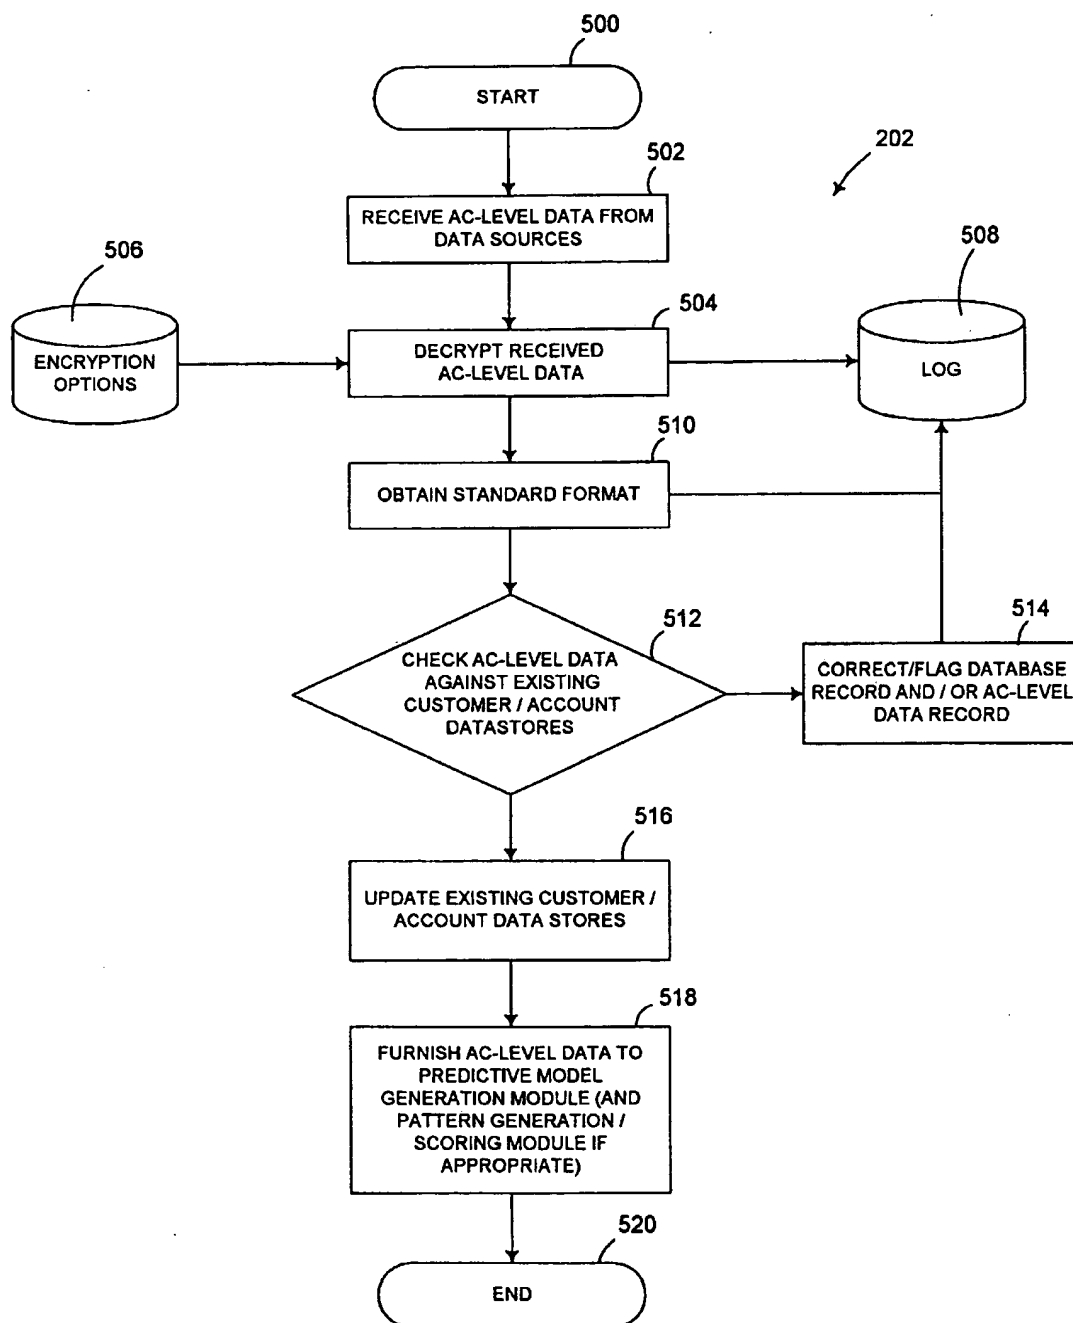 500
START
202
502
RECEIVE AC-LEVEL DATA FROM
DATA SOURCES
506
508
504
ENCRYPTION
OPTIONS
DECRYPT RECEIVED
AC-LEVEL DATA
LOG
510
OBTAIN STANDARD FORMAT
512
514
CHECK AC-LEVEL DATA
AGAINST EXISTING
CUSTOMER / ACCOUNT
DATASTORES
CORRECT/FLAG DATABASE
RECORD AND / OR AC-LEVEL
DATA RECORD
516
UPDATE EXISTING CUSTOMER /
ACCOUNT DATA STORES
518
FURNISH AC-LEVEL DATA TO
PREDICTIVE MODEL
GENERATION MODULE (AND
PATTERN GENERATION /
SCORING MODULE IF
APPROPRIATE)
520
END